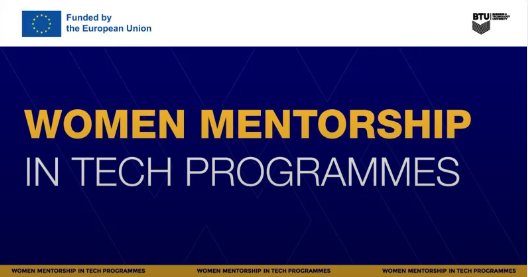 Funded by
the European Union
BTU
WOMEN MENTORSHIP
IN TECH PROGRAMMES
WOMEN MENTORSHIP IN TECH PROGRAMMES
WOMEN MENTORSHIP IN TECH PROGRAMMES
WOMEN MENTORSHIP IN TECH PROGRAMMES